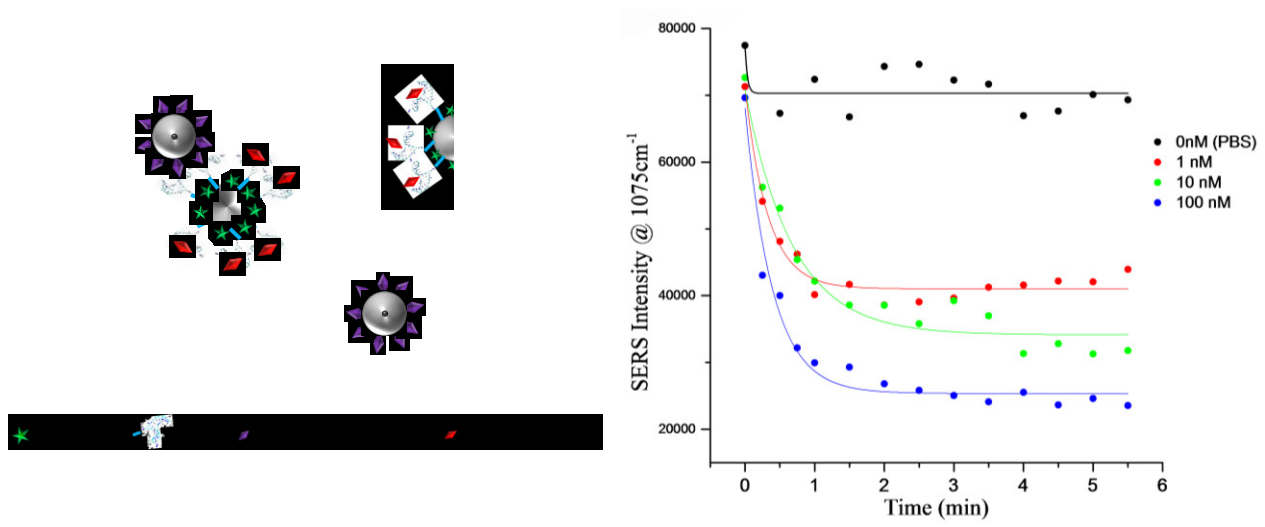 80000
60000
40000
20000
SERS Intensity @ 1075cm⁻¹
0 1 2 3 4 5 6
Time (min)
0nM (PBS)
1 nM
10 nM
100 nM